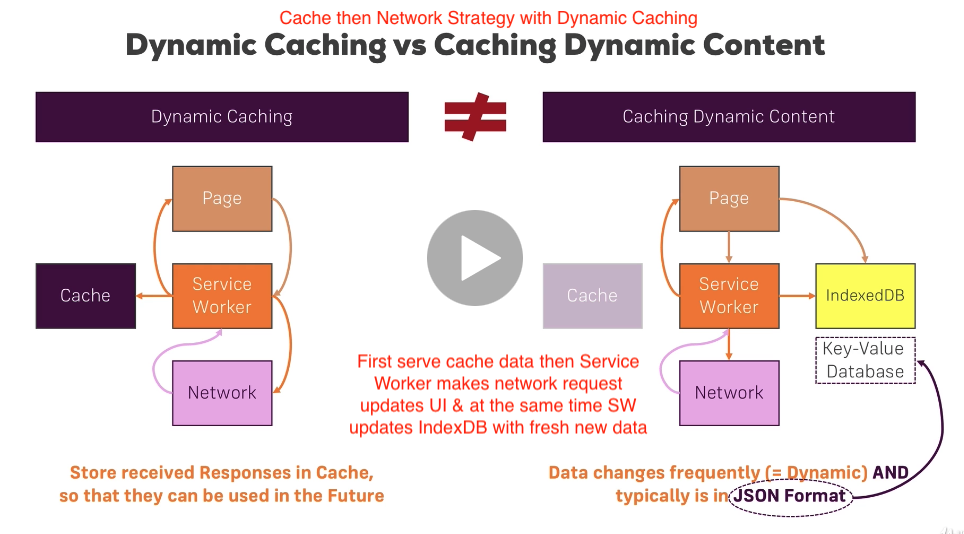 Cache then Network Strategy with Dynamic Caching
Dynamic Caching vs Caching Dynamic Content
Dynamic Caching
Caching Dynamic Content
Page
Cache
Service
Worker
Network
Store received Responses in Cache,
so that they can be used in the Future
First serve cache data then Service
Worker makes network request
updates UI & at the same time SW
updates IndexDB with fresh new data
Page
Cache
Service
Worker
IndexedDB
Key-Value
Database
Network
Data changes frequently (= Dynamic) AND
typically is in JSON Format